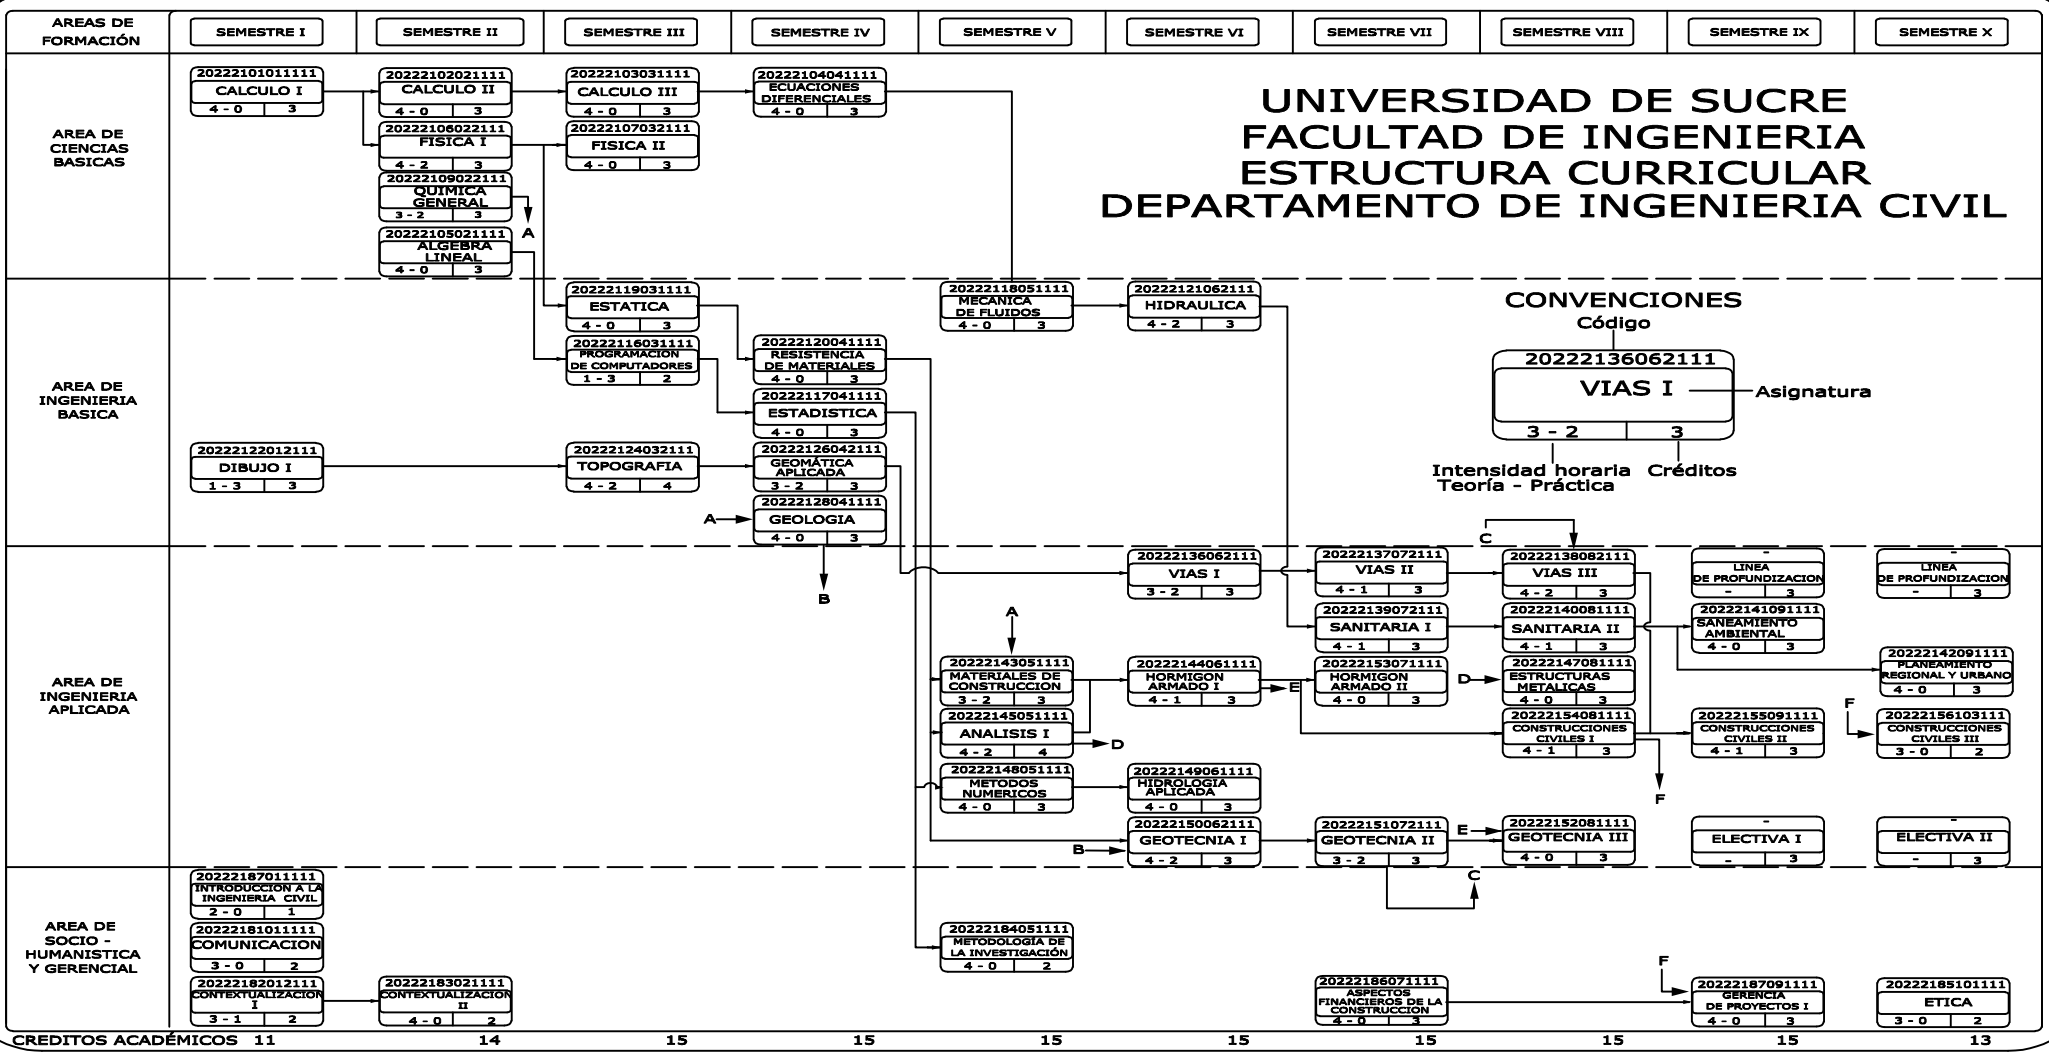 AREAS DE
FORMACIÓN
SEMESTRE I
SEMESTRE II
SEMESTRE III
SEMESTRE IV
SEMESTRE V
SEMESTRE VI
SEMESTRE VII
SEMESTRE VIII
SEMESTRE IX
SEMESTRE X
UNIVERSIDAD DE SUCRE
FACULTAD DE INGENIERIA
ESTRUCTURA CURRICULAR
DEPARTAMENTO DE INGENIERIA CIVIL
AREA DE
CIENCIAS
BASICAS
20222101011111
CALCULO I
4 - 0 3
20222102021111
CALCULO II
4 - 0 3
20222103031111
CALCULO III
4 - 0 3
20222104041111
ECUACIONES
DIFERENCIALES
4 - 0 3
20222106022111
FISICA I
4 - 2 3
20222107032111
FISICA II
4 - 0 3
20222109022111
QUIMICA
GENERAL
3 - 2 3
A
20222105021111
ALGEBRA
LINEAL
4 - 0 3
AREA DE
INGENIERIA
BASICA
20222119031111
ESTATICA
4 - 0 3
20222118051111
MECANICA
DE FLUIDOS
4 - 0 3
20222121062111
HIDRAULICA
4 - 2 3
20222116031111
PROGRAMACION
DE COMPUTADORES
1 - 3 2
20222120041111
RESISTENCIA
DE MATERIALES
4 - 0 3
20222117041111
ESTADISTICA
4 - 0 3
20222122012111
DIBUJO I
1 - 3 3
20222124032111
TOPOGRAFIA
4 - 2 4
20222126042111
GEOMÁTICA
APLICADA
3 - 2 3
A
20222128041111
GEOLOGIA
4 - 0 3
B
CONVENCIONES
Código
20222136062111
VIAS I
Asignatura
3 - 2 3
Intensidad horaria
Teoría - Práctica
Créditos
C
AREA DE
INGENIERIA
APLICADA
20222136062111
VIAS I
3 - 2 3
20222137072111
VIAS II
4 - 1 3
20222138082111
VIAS III
4 - 2 3
-
LINEA
DE PROFUNDIZACION
- 3
-
LINEA
DE PROFUNDIZACION
- 3
20222139072111
SANITARIA I
4 - 1 3
20222140081111
SANITARIA II
4 - 1 3
20222141091111
SANEAMIENTO
AMBIENTAL
4 - 0 3
A
20222143051111
MATERIALES DE
CONSTRUCCION
3 - 2 3
20222144061111
HORMIGON
ARMADO I
4 - 1 3
E
20222153071111
HORMIGON
ARMADO II
4 - 0 3
D
20222147081111
ESTRUCTURAS
METALICAS
4 - 0 3
20222142091111
PLANEAMIENTO
REGIONAL Y URBANO
4 - 0 3
20222145051111
ANALISIS I
4 - 2 4
D
20222154081111
CONSTRUCCIONES
CIVILES I
4 - 1 3
20222155091111
CONSTRUCCIONES
CIVILES II
4 - 1 3
F
20222156103111
CONSTRUCCIONES
CIVILES III
3 - 0 2
F
20222148051111
METODOS
NUMERICOS
4 - 0 3
20222149061111
HIDROLOGIA
APLICADA
4 - 0 3
B
20222150062111
GEOTECNIA I
4 - 2 3
20222151072111
GEOTECNIA II
3 - 2 3
E
20222152081111
GEOTECNIA III
4 - 0 3
-
ELECTIVA I
- 3
-
ELECTIVA II
- 3
C
AREA DE
SOCIO -
HUMANISTICA
Y GERENCIAL
20222187011111
INTRODUCCION A LA
INGENIERIA CIVIL
2 - 0 1
20222181011111
COMUNICACION
3 - 0 2
20222184051111
METODOLOGÍA DE
LA INVESTIGACIÓN
4 - 0 2
20222182012111
CONTEXTUALIZACION
I
3 - 1 2
20222183021111
CONTEXTUALIZACION
II
4 - 0 2
20222186071111
ASPECTOS
FINANCIEROS DE LA
CONSTRUCCION
4 - 0 3
F
20222187091111
GERENCIA
DE PROYECTOS I
4 - 0 3
20222185101111
ETICA
3 - 0 2
CREDITOS ACADÉMICOS 11 14 15 15 15 15 15 15 15 13